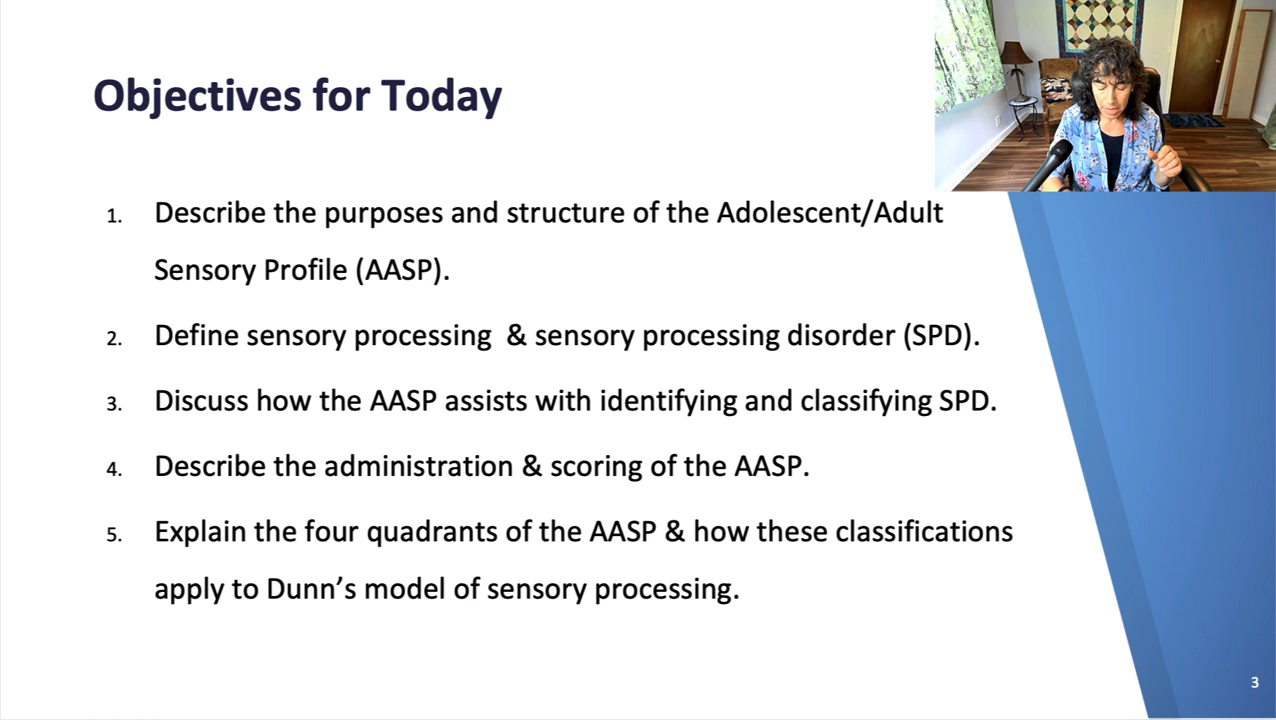 Objectives for Today
1. Describe the purposes and structure of the Adolescent/Adult
Sensory Profile (AASP).
2. Define sensory processing & sensory processing disorder (SPD).
3. Discuss how the AASP assists with identifying and classifying SPD.
4. Describe the administration & scoring of the AASP.
5. Explain the four quadrants of the AASP & how these classifications
apply to Dunn’s model of sensory processing.
3